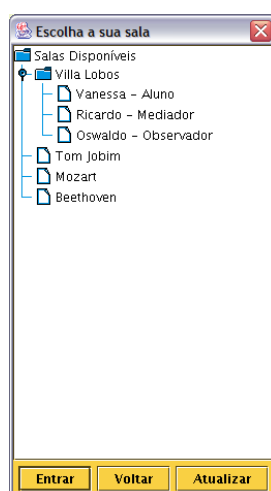 Escolha a sua sala
Salas Disponíveis
Villa Lobos
Vanessa - Aluno
Ricardo - Mediador
Oswaldo - Observador
Tom Jobim
Mozart
Beethoven
Entrar Voltar Atualizar